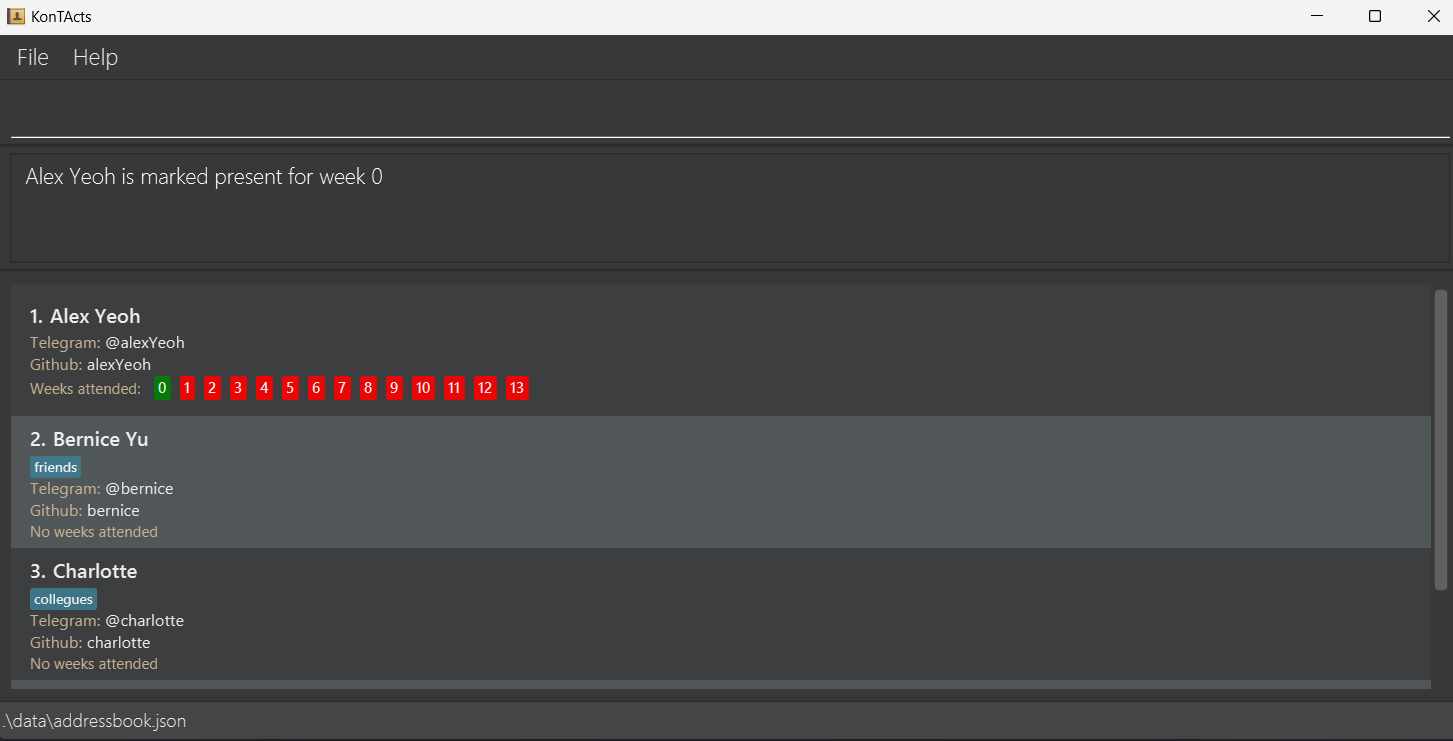 KonTActs
File Help
Alex Yeoh is marked present for week 0
1. Alex Yeoh
Telegram: @alexYeoh
Github: alexYeoh
Weeks attended: 0 1 2 3 4 5 6 7 8 9 10 11 12 13
2. Bernice Yu
friends
Telegram: @bernice
Github: bernice
No weeks attended
3. Charlotte
collegues
Telegram: @charlotte
Github: charlotte
No weeks attended
.\data\addressbook.json